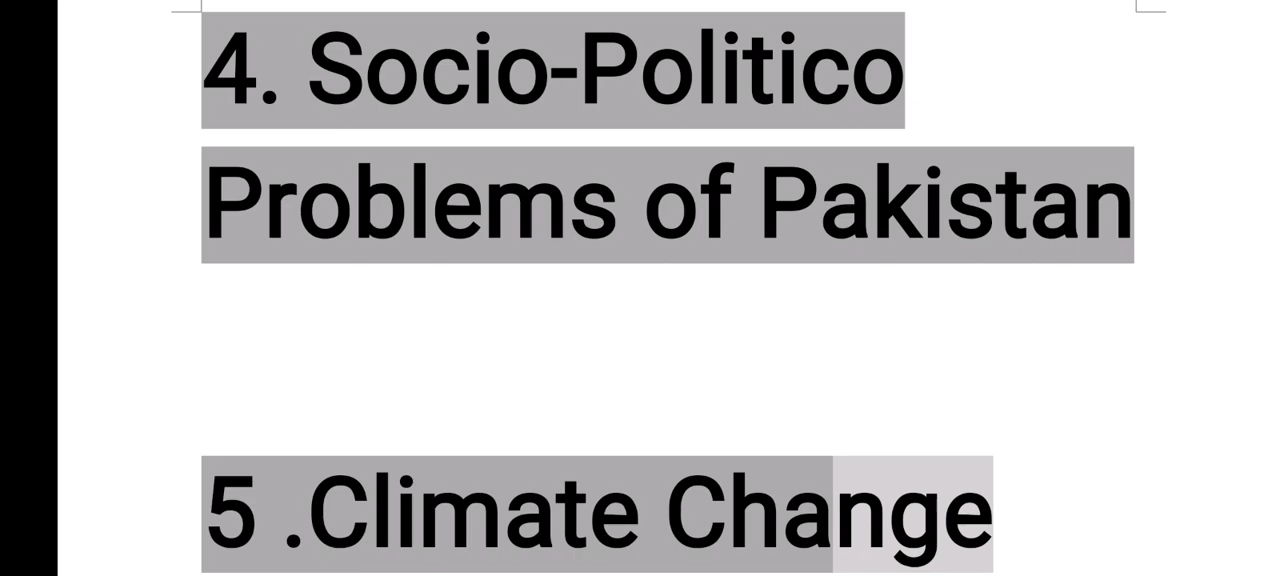 4. Socio-Politico
Problems of Pakistan
5 .Climate Change